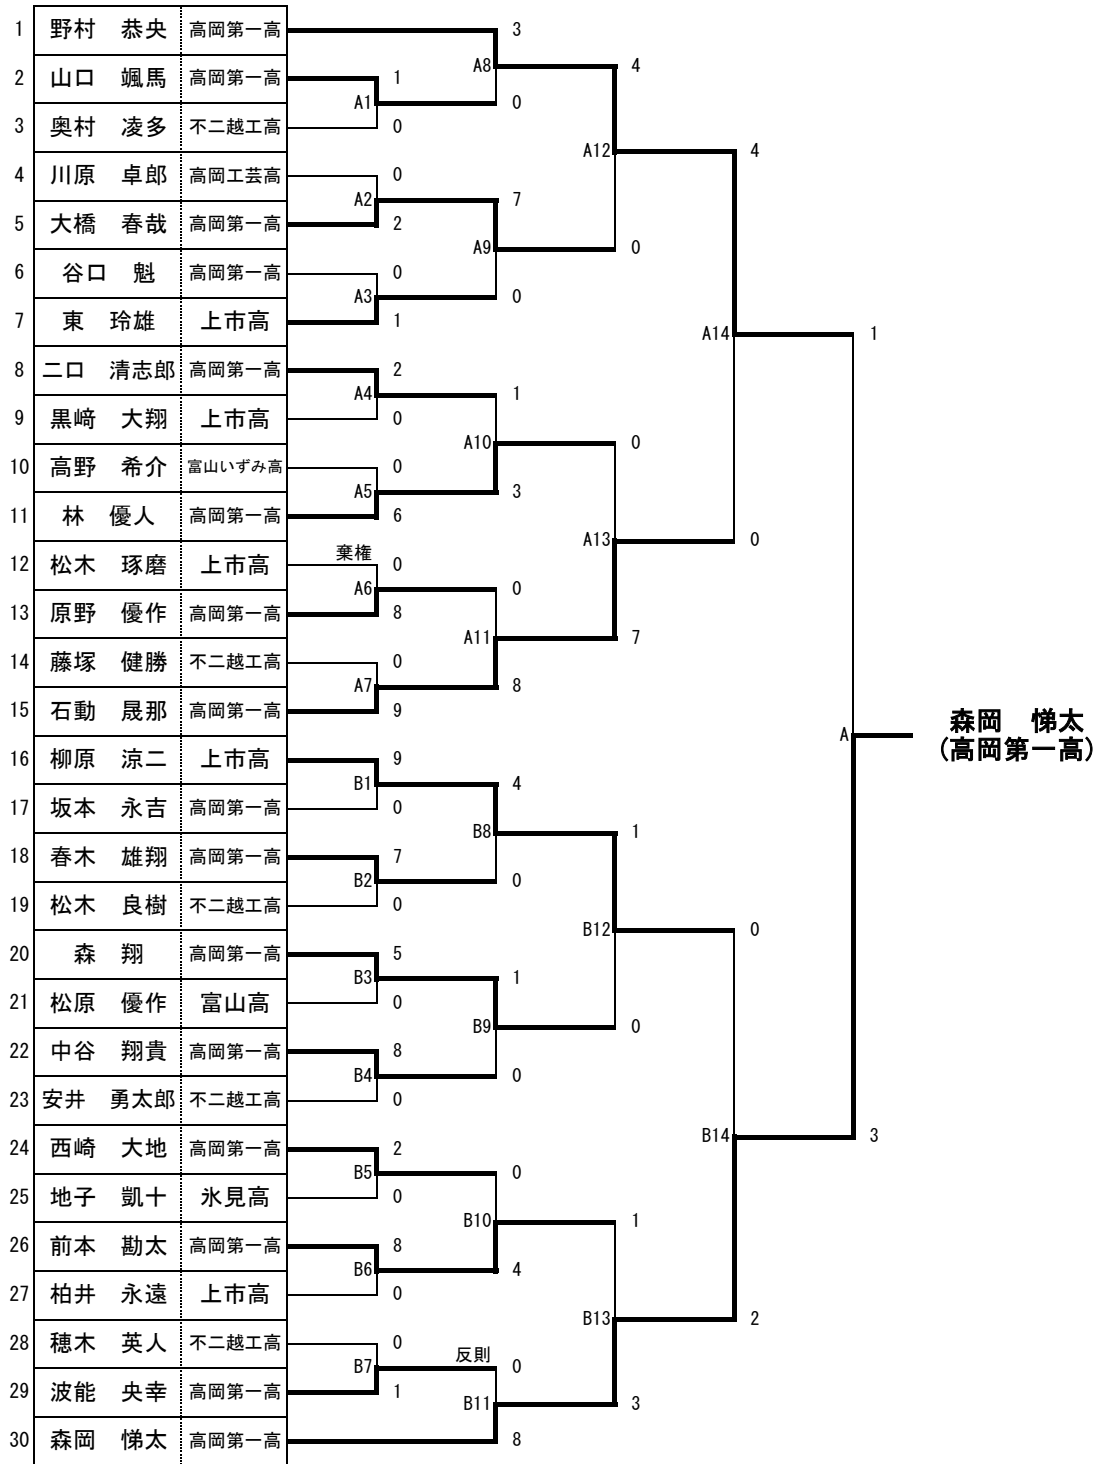 1 野村　恭央 高岡第一高 3
A8 4
2 山口　颯馬 高岡第一高 1
A1 0
3 奥村　凌多 不二越工高 0
A12 4
4 川原　卓郎 高岡工芸高 0
A2 7
5 大橋　春哉 高岡第一高 2
A9 0
6 谷口　魁 高岡第一高 0
A3 0
7 東　玲雄 上市高 1
A14 1
8 二口　清志郎 高岡第一高 2
A4 1
9 黒﨑　大翔 上市高 0
A10 0
10 高野　希介 富山いずみ高 0
A5 3
11 林　優人 高岡第一高 6
A13 0
棄権
12 松木　琢磨 上市高 0
A6 0
13 原野　優作 高岡第一高 8
A11 7
14 藤塚　健勝 不二越工高 0
A7 8
15 石動　晟那 高岡第一高 9
森岡　悌太
A
(高岡第一高)
16 柳原　涼二 上市高 9
B1 4
17 坂本　永吉 高岡第一高 0
B8 1
18 春木　雄翔 高岡第一高 7
B2 0
19 松木　良樹 不二越工高 0
B12 0
20 森　翔 高岡第一高 5
B3 1
21 松原　優作 富山高 0
B9 0
22 中谷　翔貴 高岡第一高 8
B4 0
23 安井　勇太郎 不二越工高 0
B14 3
24 西崎　大地 高岡第一高 2
B5 0
25 地子　凱十 氷見高 0
B10 1
26 前本　勘太 高岡第一高 8
B6 4
27 柏井　永遠 上市高 0
B13 2
28 穂木　英人 不二越工高 0
反則
B7 0
29 波能　央幸 高岡第一高 1
B11 3
30 森岡　悌太 高岡第一高 8